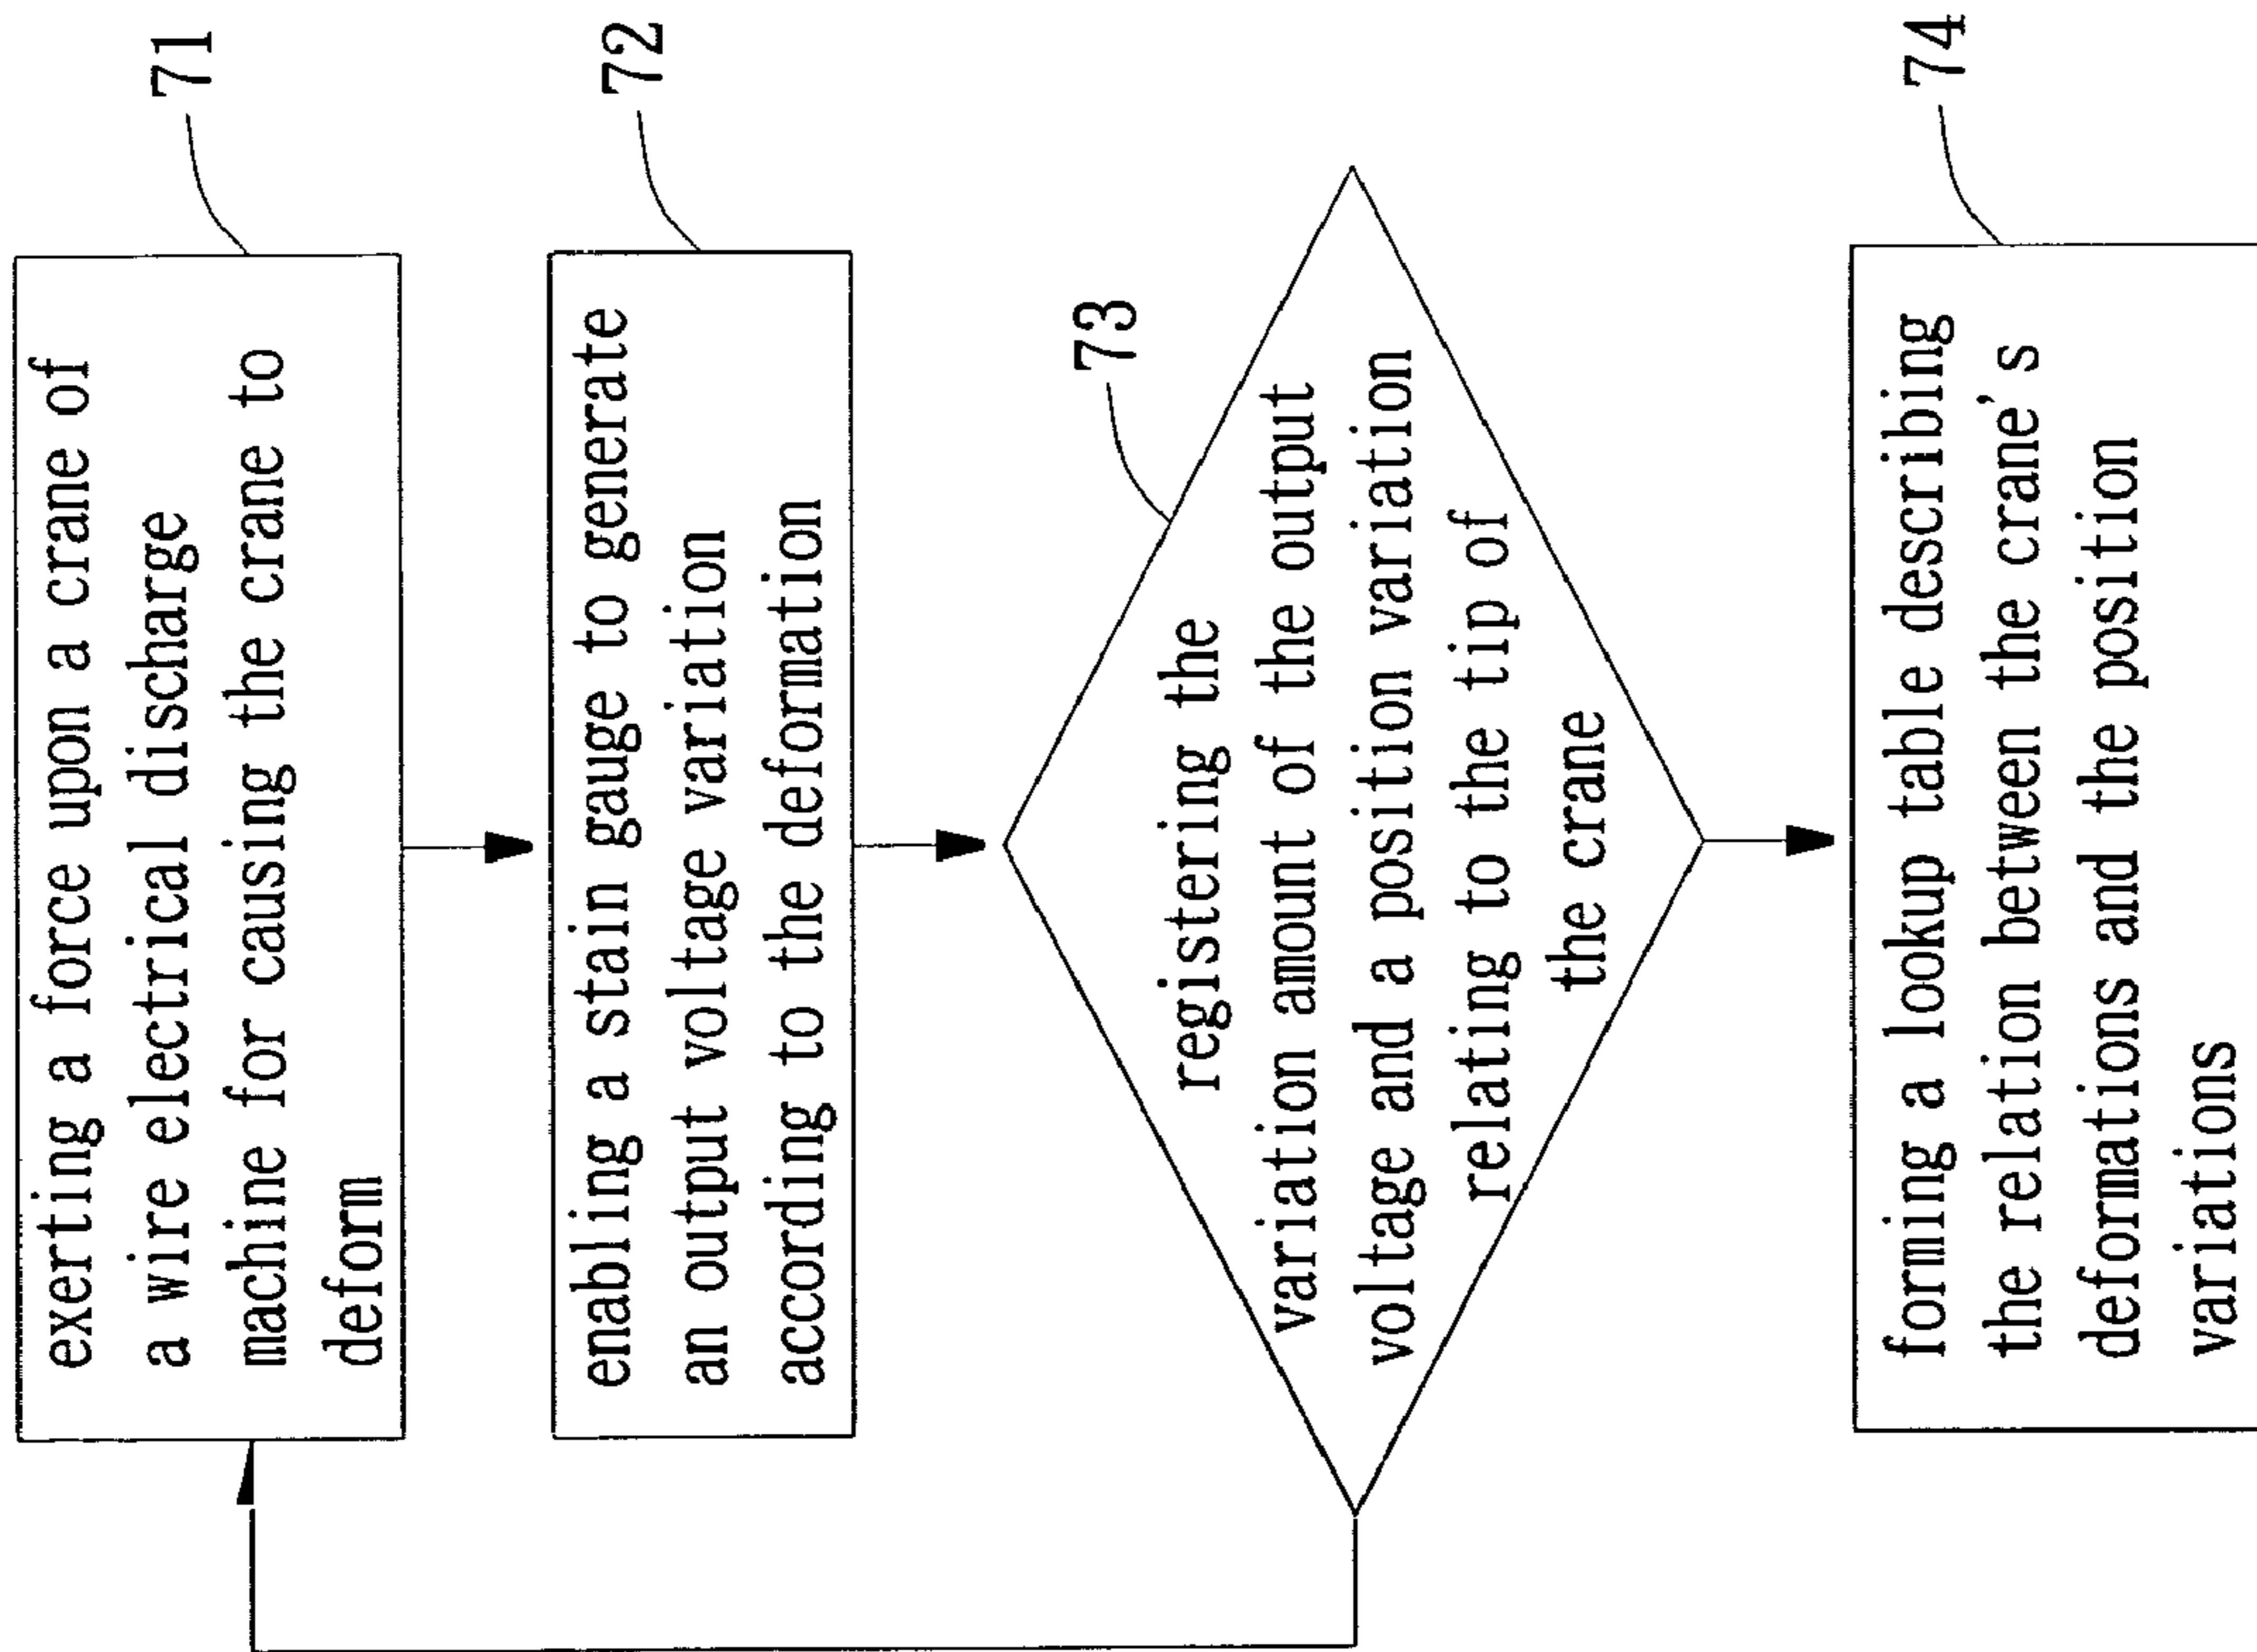 exerting a force upon a crane of
a wire electrical discharge
machine for causing the crane to
deform
71
enabling a stain gauge to generate
an output voltage variation
according to the deformation
72
registering the
variation amount of the output
voltage and a position variation
relating to the tip of
the crane
73
forming a lookup table describing
the relation between the crane's
deformations and the position
variations
74